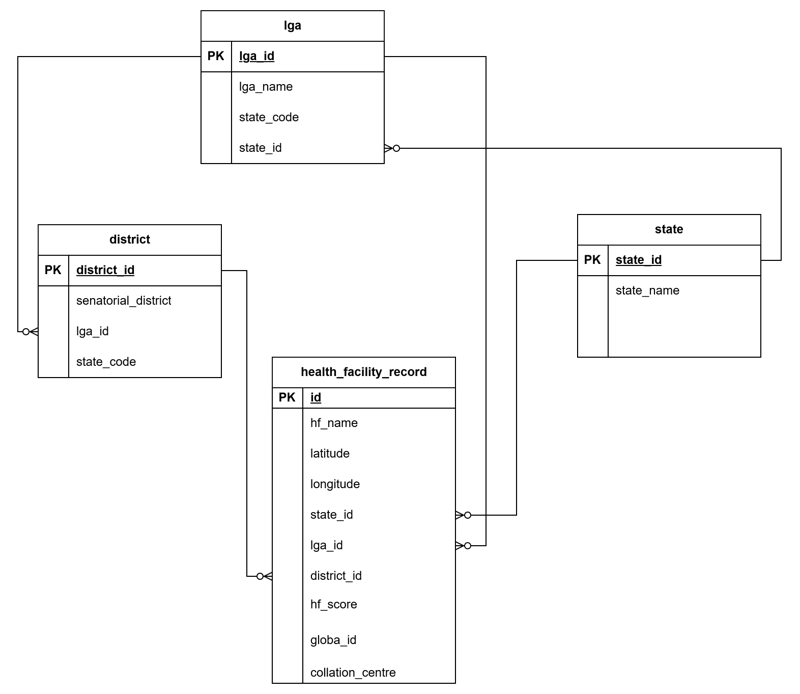 lga
PK lga_id
lga_name
state_code
state_id
district
PK district_id
senatorial_district
lga_id
state_code
state
PK state_id
state_name
health_facility_record
PK id
hf_name
latitude
longitude
state_id
lga_id
district_id
hf_score
globa_id
collation_centre